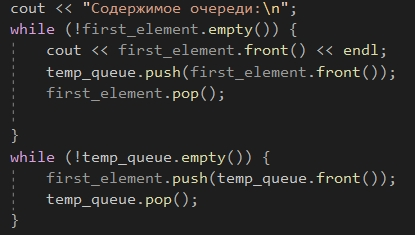 cout << "Содержимое очереди:\n";
while (!first_element.empty()) {
cout << first_element.front() << endl;
temp_queue.push(first_element.front());
first_element.pop();
}
while (!temp_queue.empty()) {
first_element.push(temp_queue.front());
temp_queue.pop();
}